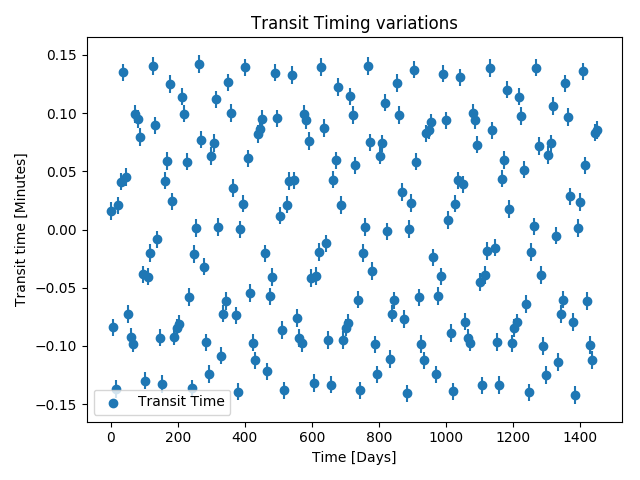 Transit Timing variations
Transit time [Minutes]
0.15
0.10
0.05
0.00
−0.05
−0.10
−0.15
Transit Time
0 200 400 600 800 1000 1200 1400
Time [Days]